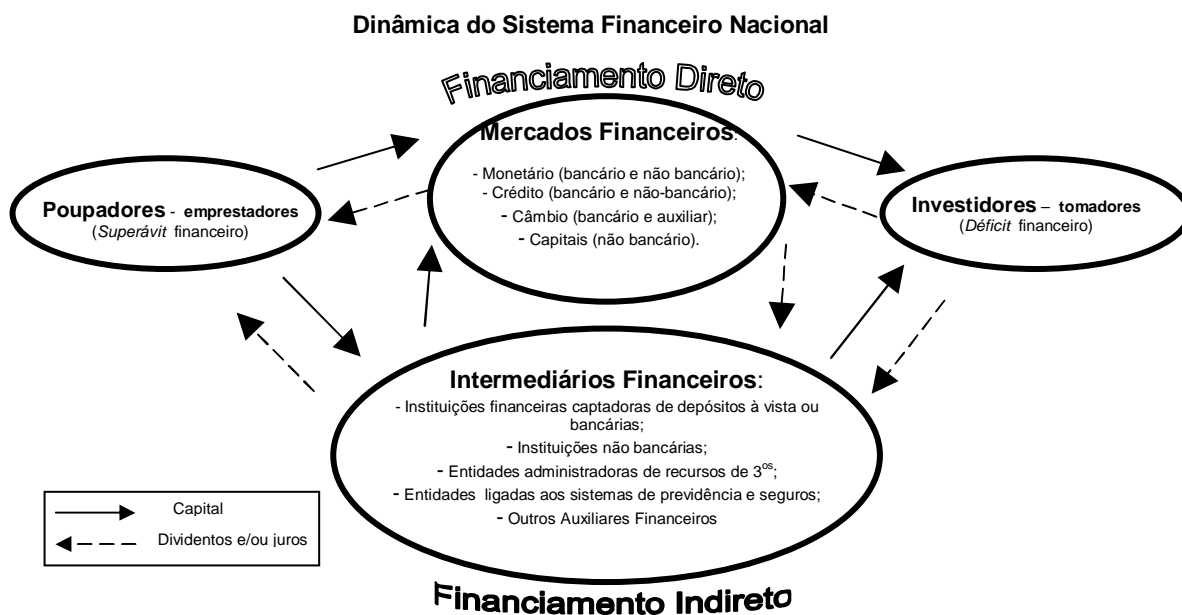 Dinâmica do Sistema Financeiro Nacional
Financiamento Direto
Mercados Financeiros:
- Monetário (bancário e não bancário);
- Crédito (bancário e não-bancário);
- Câmbio (bancário e auxiliar);
- Capitais (não bancário).
Poupadores - emprestadores
(Superávit financeiro)
Investidores – tomadores
(Déficit financeiro)
Intermediários Financeiros:
- Instituições financeiras captadoras de depósitos à vista ou
bancárias;
- Instituições não bancárias;
- Entidades administradoras de recursos de 3os;
- Entidades ligadas aos sistemas de previdência e seguros;
- Outros Auxiliares Financeiros
Capital
Dividentos e/ou juros
Financiamento Indireto